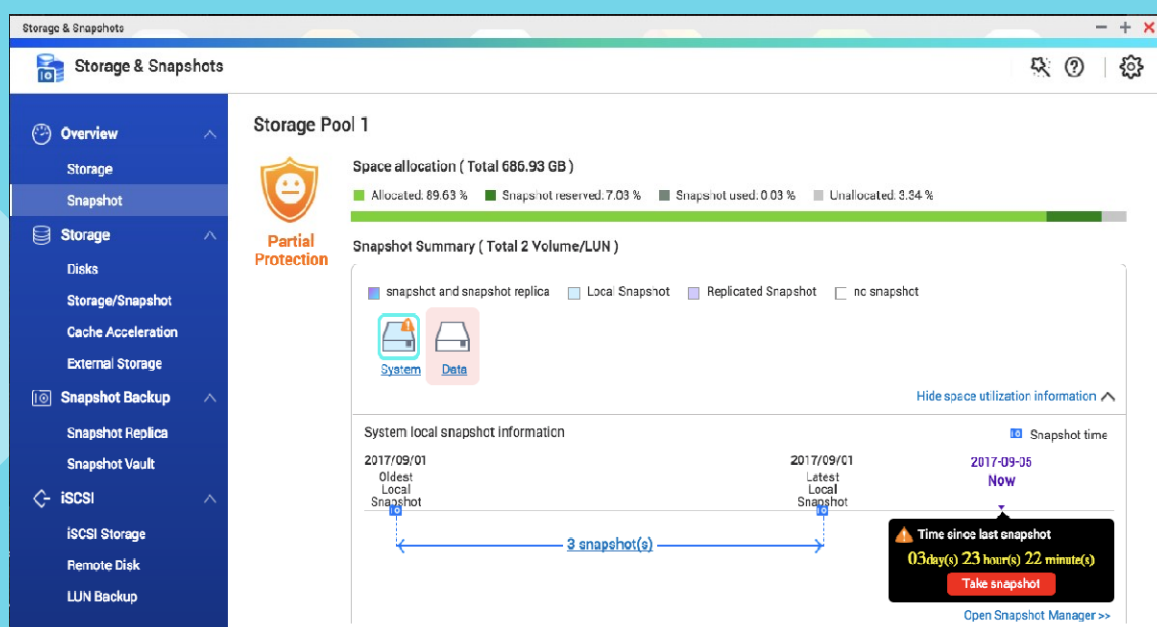 Storage & Snapshots
Storage & Snapshots
Overview
Storage
Snapshot
Storage
Disks
Storage/Snapshot
Cache Acceleration
External Storage
Snapshot Backup
Snapshot Replica
Snapshot Vault
iSCSI
iSCSI Storage
Remote Disk
LUN Backup
Storage Pool 1
Partial
Protection
Space allocation ( Total 686.93 GB )
Allocated: 89.63 % Snapshot reserved: 7.03 % Snapshot used: 0.03 % Unallocated: 3.34 %
Snapshot Summary ( Total 2 Volume/LUN )
snapshot and snapshot replica Local Snapshot Replicated Snapshot no snapshot
System Data
Hide space utilization information
System local snapshot information
Snapshot time
2017/09/01
Oldest
Local
Snapshot
2017/09/01
Latest
Local
Snapshot
2017-09-05
Now
3 snapshot(s)
Time since last snapshot
03day(s) 23 hour(s) 22 minute(s)
Take snapshot
Open Snapshot Manager >>